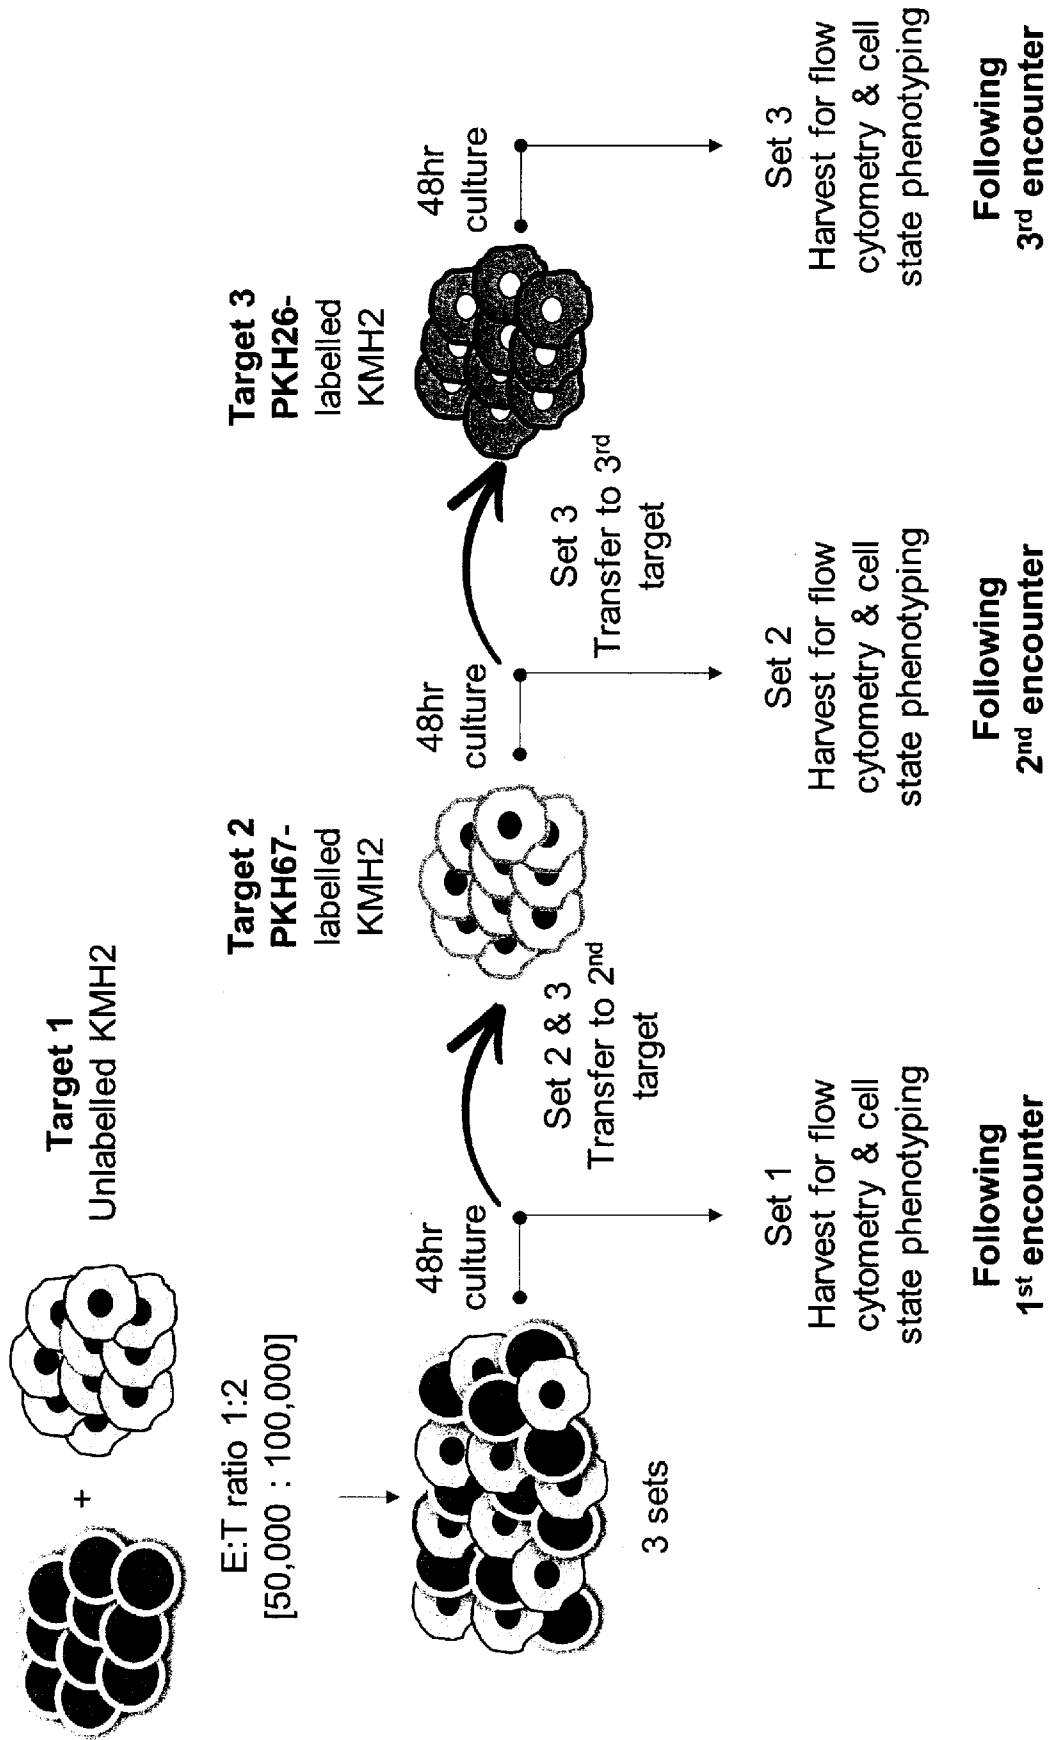 Target 1
Unlabelled KMH2
+
E:T ratio 1:2
[50,000 : 100,000]
3 sets
48hr
culture
Set 1
Harvest for flow
cytometry & cell
state phenotyping
Following
1st encounter
Set 2 & 3
Transfer to 2nd
target
Target 2
PKH67-
labelled
KMH2
48hr
culture
Set 2
Harvest for flow
cytometry & cell
state phenotyping
Following
2nd encounter
Set 3
Transfer to 3rd
target
Target 3
PKH26-
labelled
KMH2
48hr
culture
Set 3
Harvest for flow
cytometry & cell
state phenotyping
Following
3rd encounter